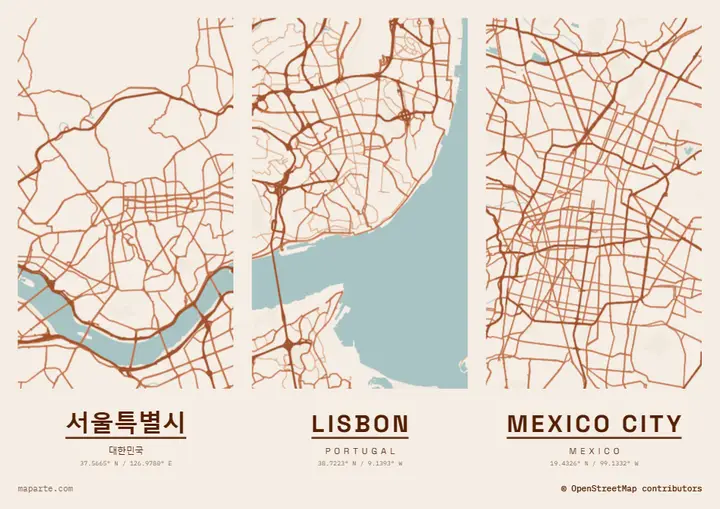 서울특별시
대한민국
37.5665° N / 126.9780° E
LISBON
PORTUGAL
38.7223° N / 9.1393° W
MEXICO CITY
MEXICO
19.4326° N / 99.1332° W
maparte.com
© OpenStreetMap contributors